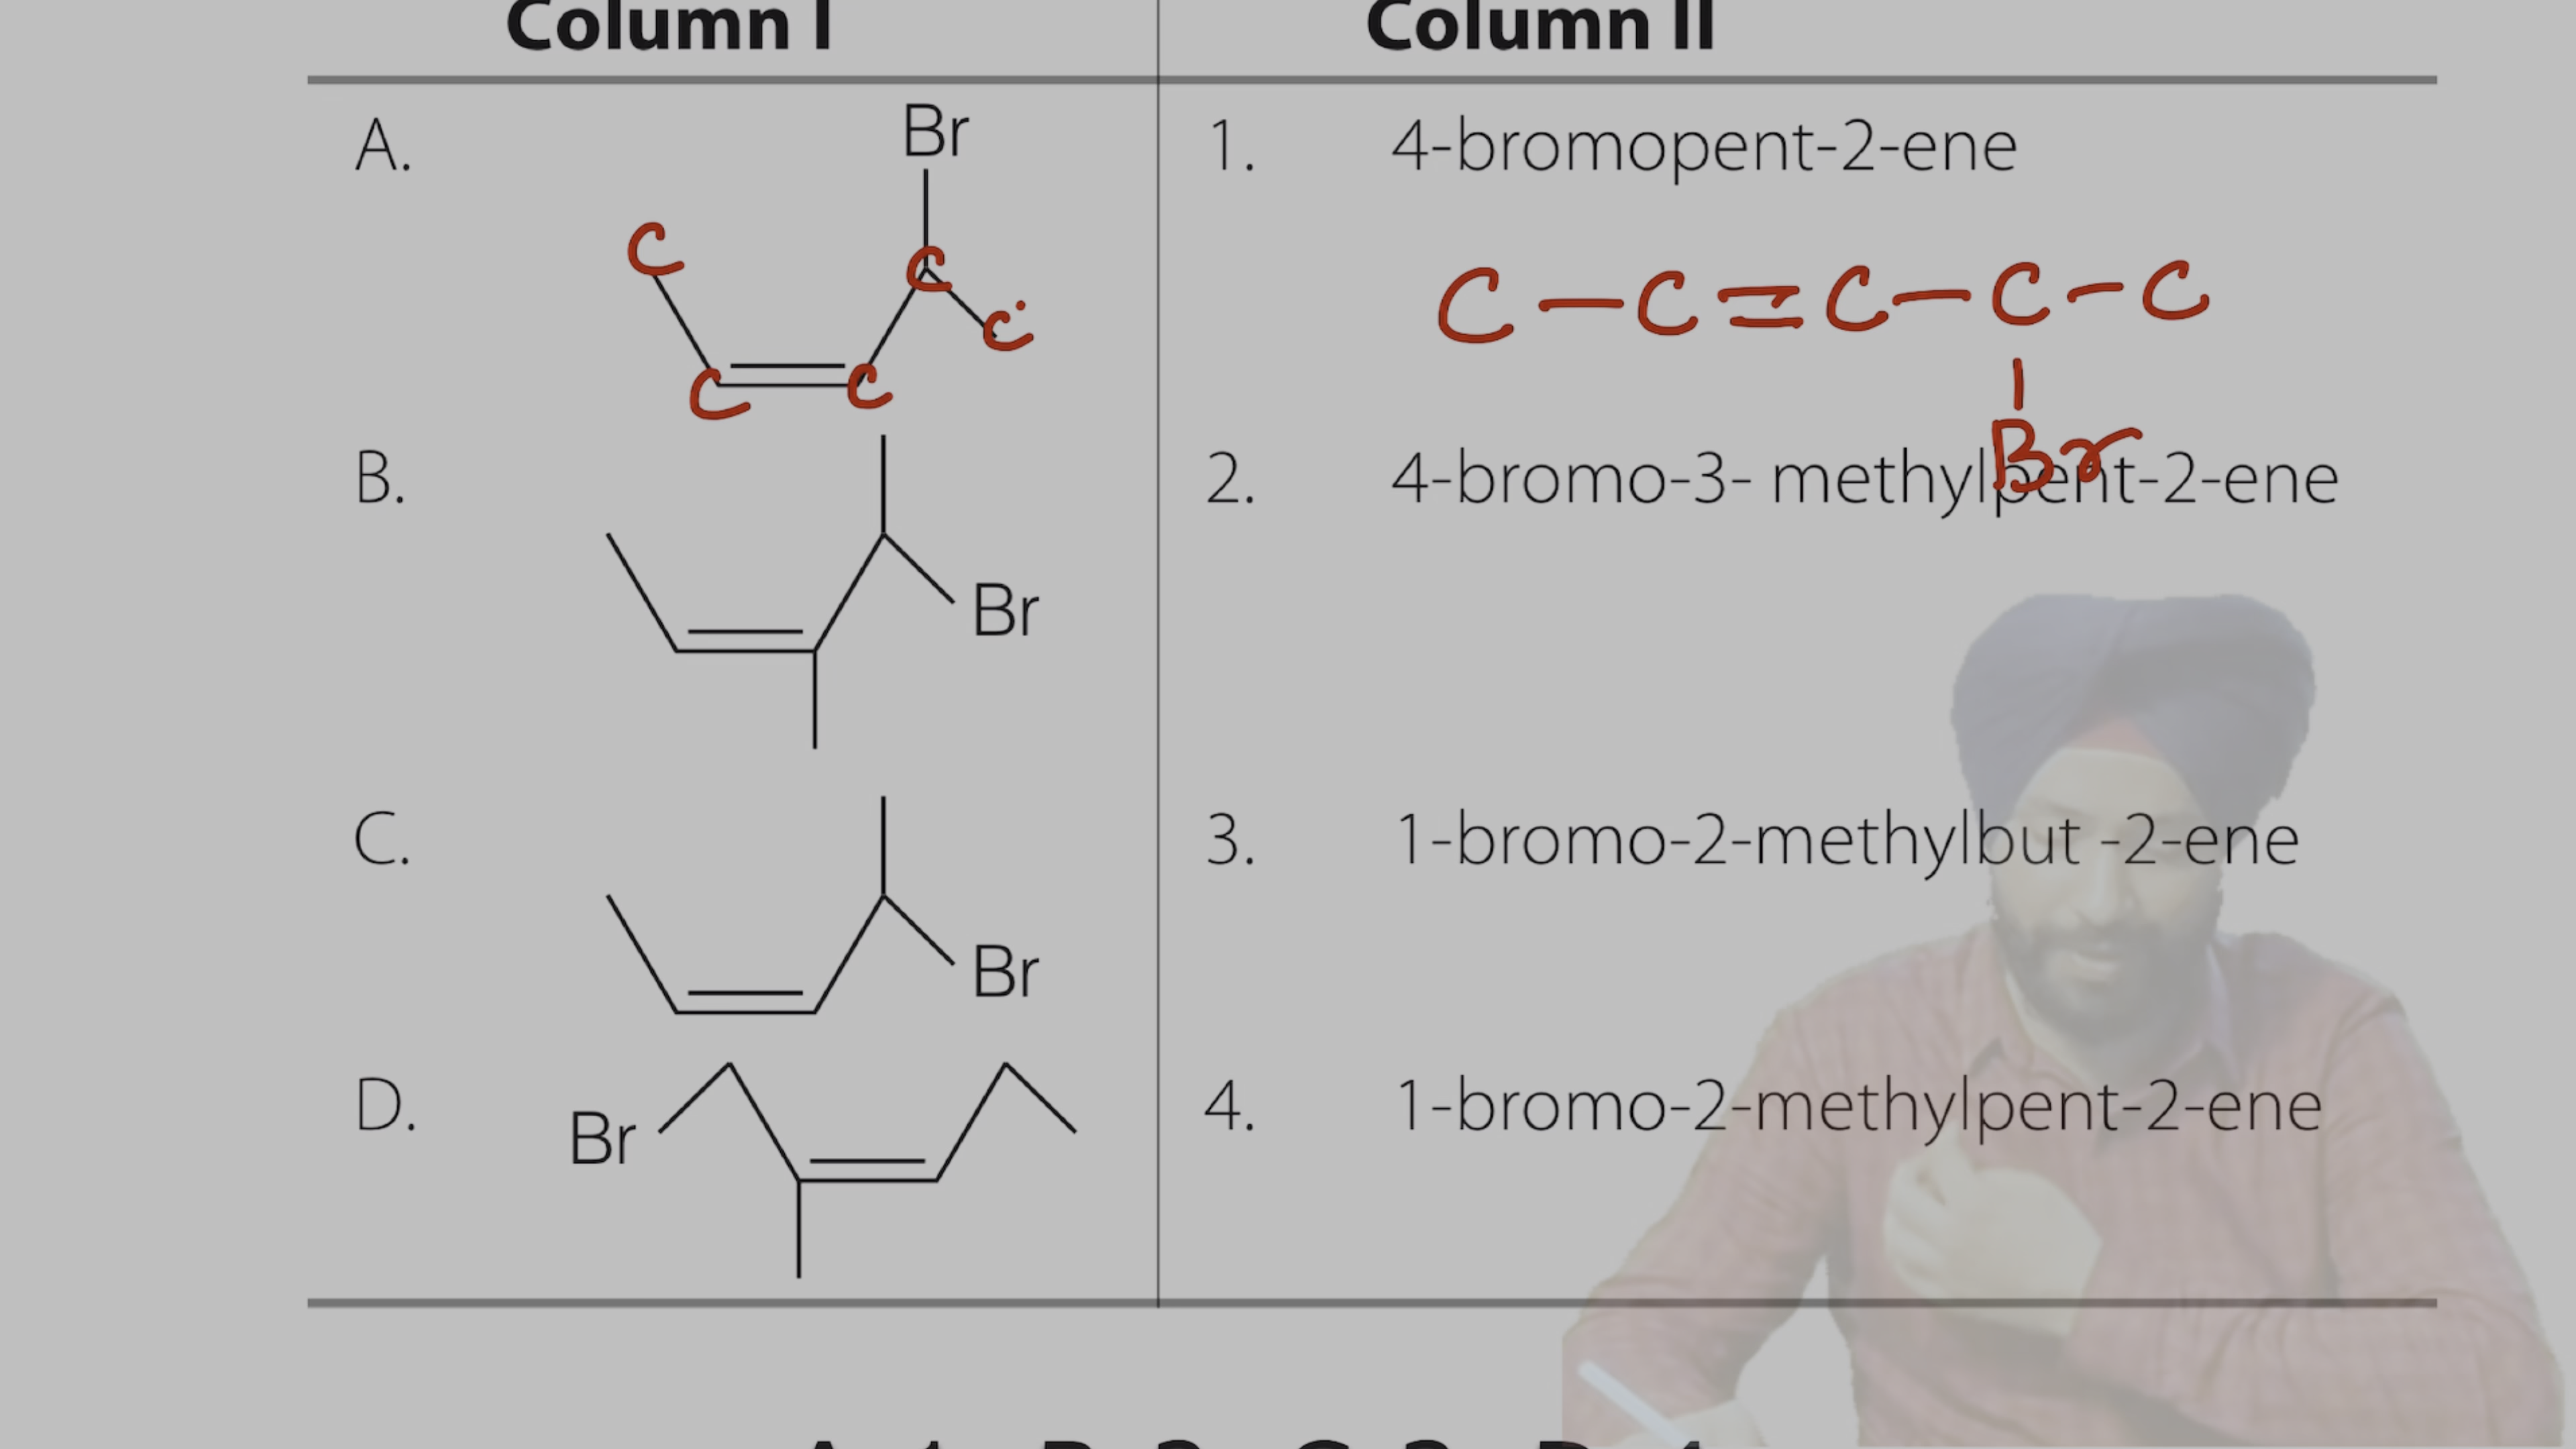 Column I Column II
A. Br 1. 4-bromopent-2-ene
C C C C C
C - C = C - C - C
Br
B. 2. 4-bromo-3- methylpent-2-ene
Br
C. 3. 1-bromo-2-methylbut -2-ene
Br
D. Br 4. 1-bromo-2-methylpent-2-ene